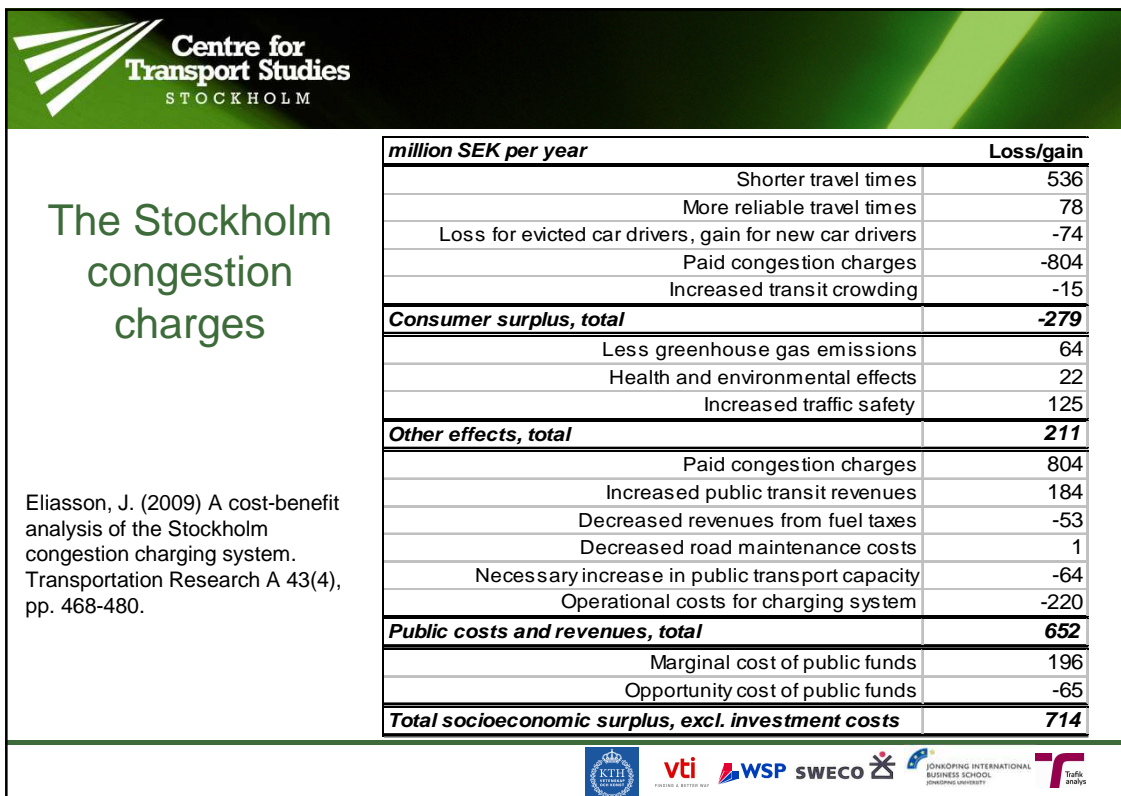 Centre for
Transport Studies
STOCKHOLM
The Stockholm
congestion
charges
Eliasson, J. (2009) A cost-benefit
analysis of the Stockholm
congestion charging system.
Transportation Research A 43(4),
pp. 468-480.
million SEK per year Loss/gain
Shorter travel times 536
More reliable travel times 78
Loss for evicted car drivers, gain for new car drivers -74
Paid congestion charges -804
Increased transit crowding -15
Consumer surplus, total -279
Less greenhouse gas emissions 64
Health and environmental effects 22
Increased traffic safety 125
Other effects, total 211
Paid congestion charges 804
Increased public transit revenues 184
Decreased revenues from fuel taxes -53
Decreased road maintenance costs 1
Necessary increase in public transport capacity -64
Operational costs for charging system -220
Public costs and revenues, total 652
Marginal cost of public funds 196
Opportunity cost of public funds -65
Total socioeconomic surplus, excl. investment costs 714
KTH
VETENSKAP
OCH KONST
vti
FINDING A BETTER WAY
WSP
SWECO
JÖNKÖPING INTERNATIONAL
BUSINESS SCHOOL
JÖNKÖPING UNIVERSITY
Trafik
analys